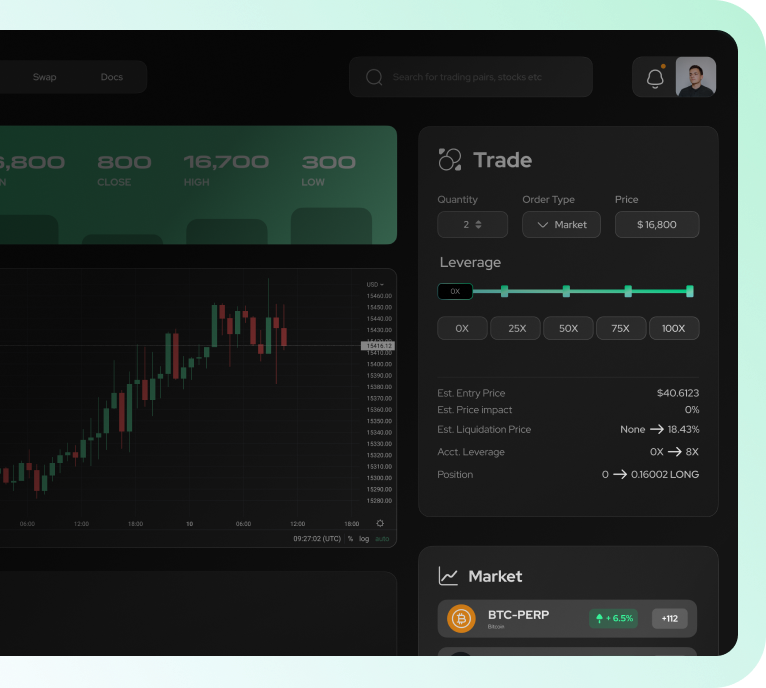 Swap
Docs
Search for trading pairs, stocks etc
6,800
800
16,700
300
N
CLOSE
HIGH
LOW
Trade
Quantity
Order Type
Price
2
Market
$ 16,800
Leverage
0X
0X
25X
50X
75X
100X
Est. Entry Price
$40.6123
Est. Price impact
0%
Est. Liquidation Price
None → 18.43%
Acct. Leverage
0X → 8X
Position
0 → 0.16002 LONG
USD
15460.00
15450.00
15440.00
15430.00
15416.12
15410.00
15400.00
15390.00
15380.00
15370.00
15360.00
15350.00
15340.00
15330.00
15320.00
15310.00
15300.00
15290.00
15280.00
06:00
12:00
18:00
10
06:00
12:00
18:00
09:27:02 (UTC)
%
log
auto
Market
BTC-PERP
Bitcoin
+ 6.5%
+112